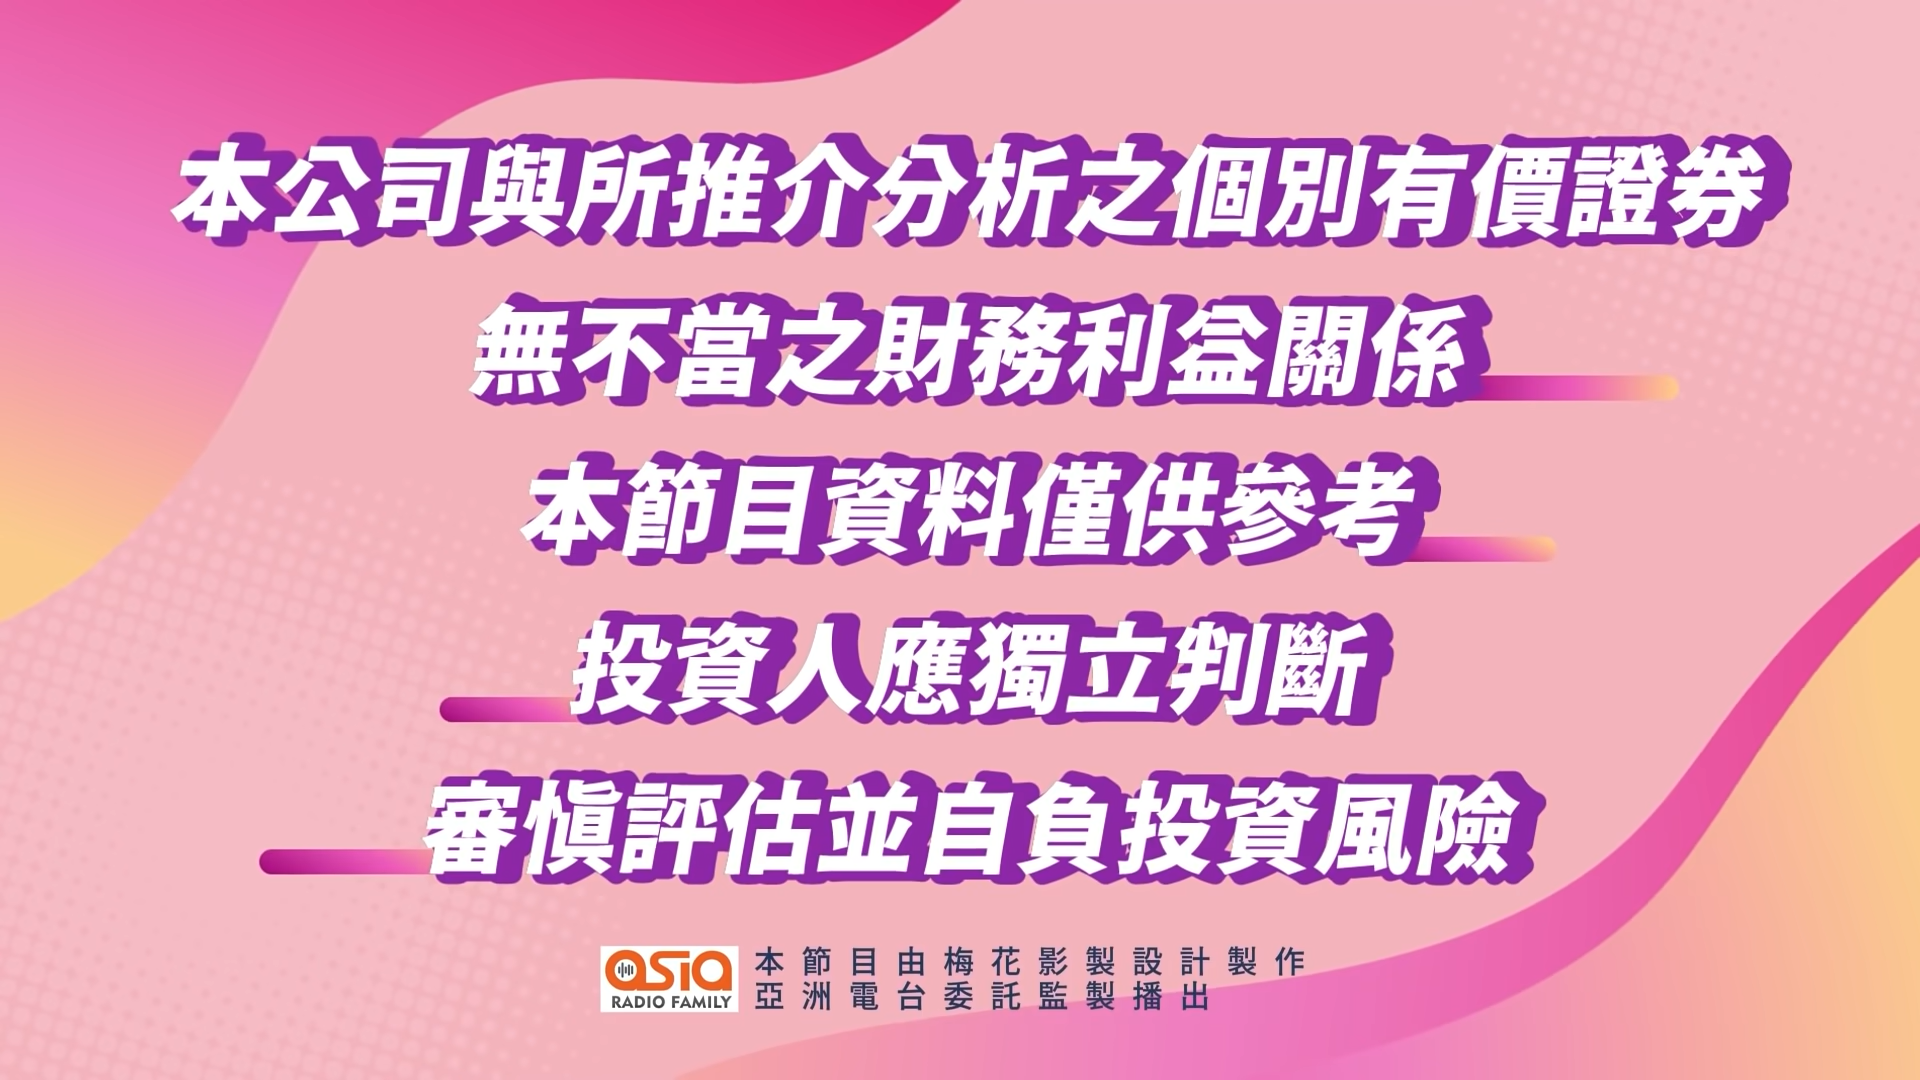 本公司與所推介分析之個別有價證券
無不當之財務利益關係
本節目資料僅供參考
投資人應獨立判斷
審慎評估並自負投資風險
asia
RADIO FAMILY
本節目由梅花影製設計製作
亞洲電台委託監製播出